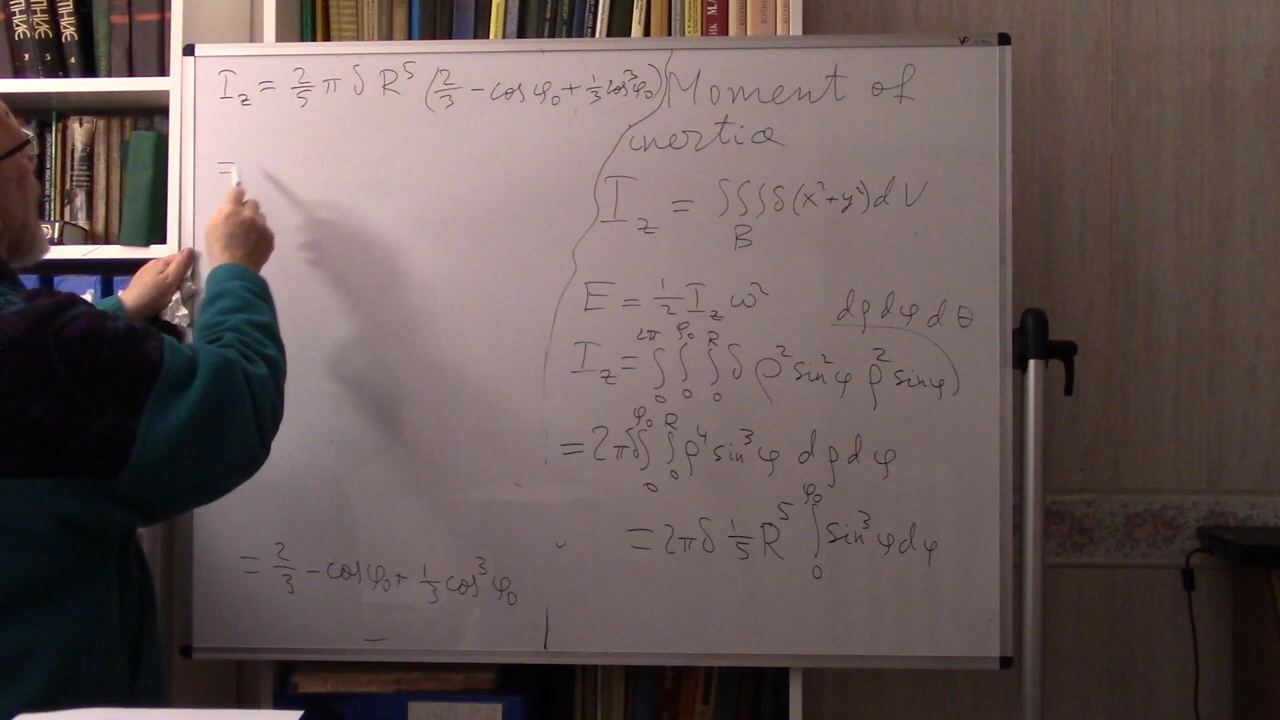 I_z = 2/5 π δ R^5 (2/3 - cos φ_0 + 1/3 cos^3 φ_0)
=
= 2/3 - cos φ_0 + 1/3 cos^3 φ_0
Moment of
inertia
I_z = ∫∫∫_B δ(x^2+y^2)dV
E = 1/2 I_z ω^2
dρ dφ dθ
I_z = ∫_0^{2π} ∫_0^{φ_0} ∫_0^R δ (ρ^2 sin^2 φ ρ^2 sin φ)
= 2πδ ∫_0^{φ_0} ∫_0^R ρ^4 sin^3 φ dρ dφ
= 2πδ 1/5 R^5 ∫_0^{φ_0} sin^3 φ dφ